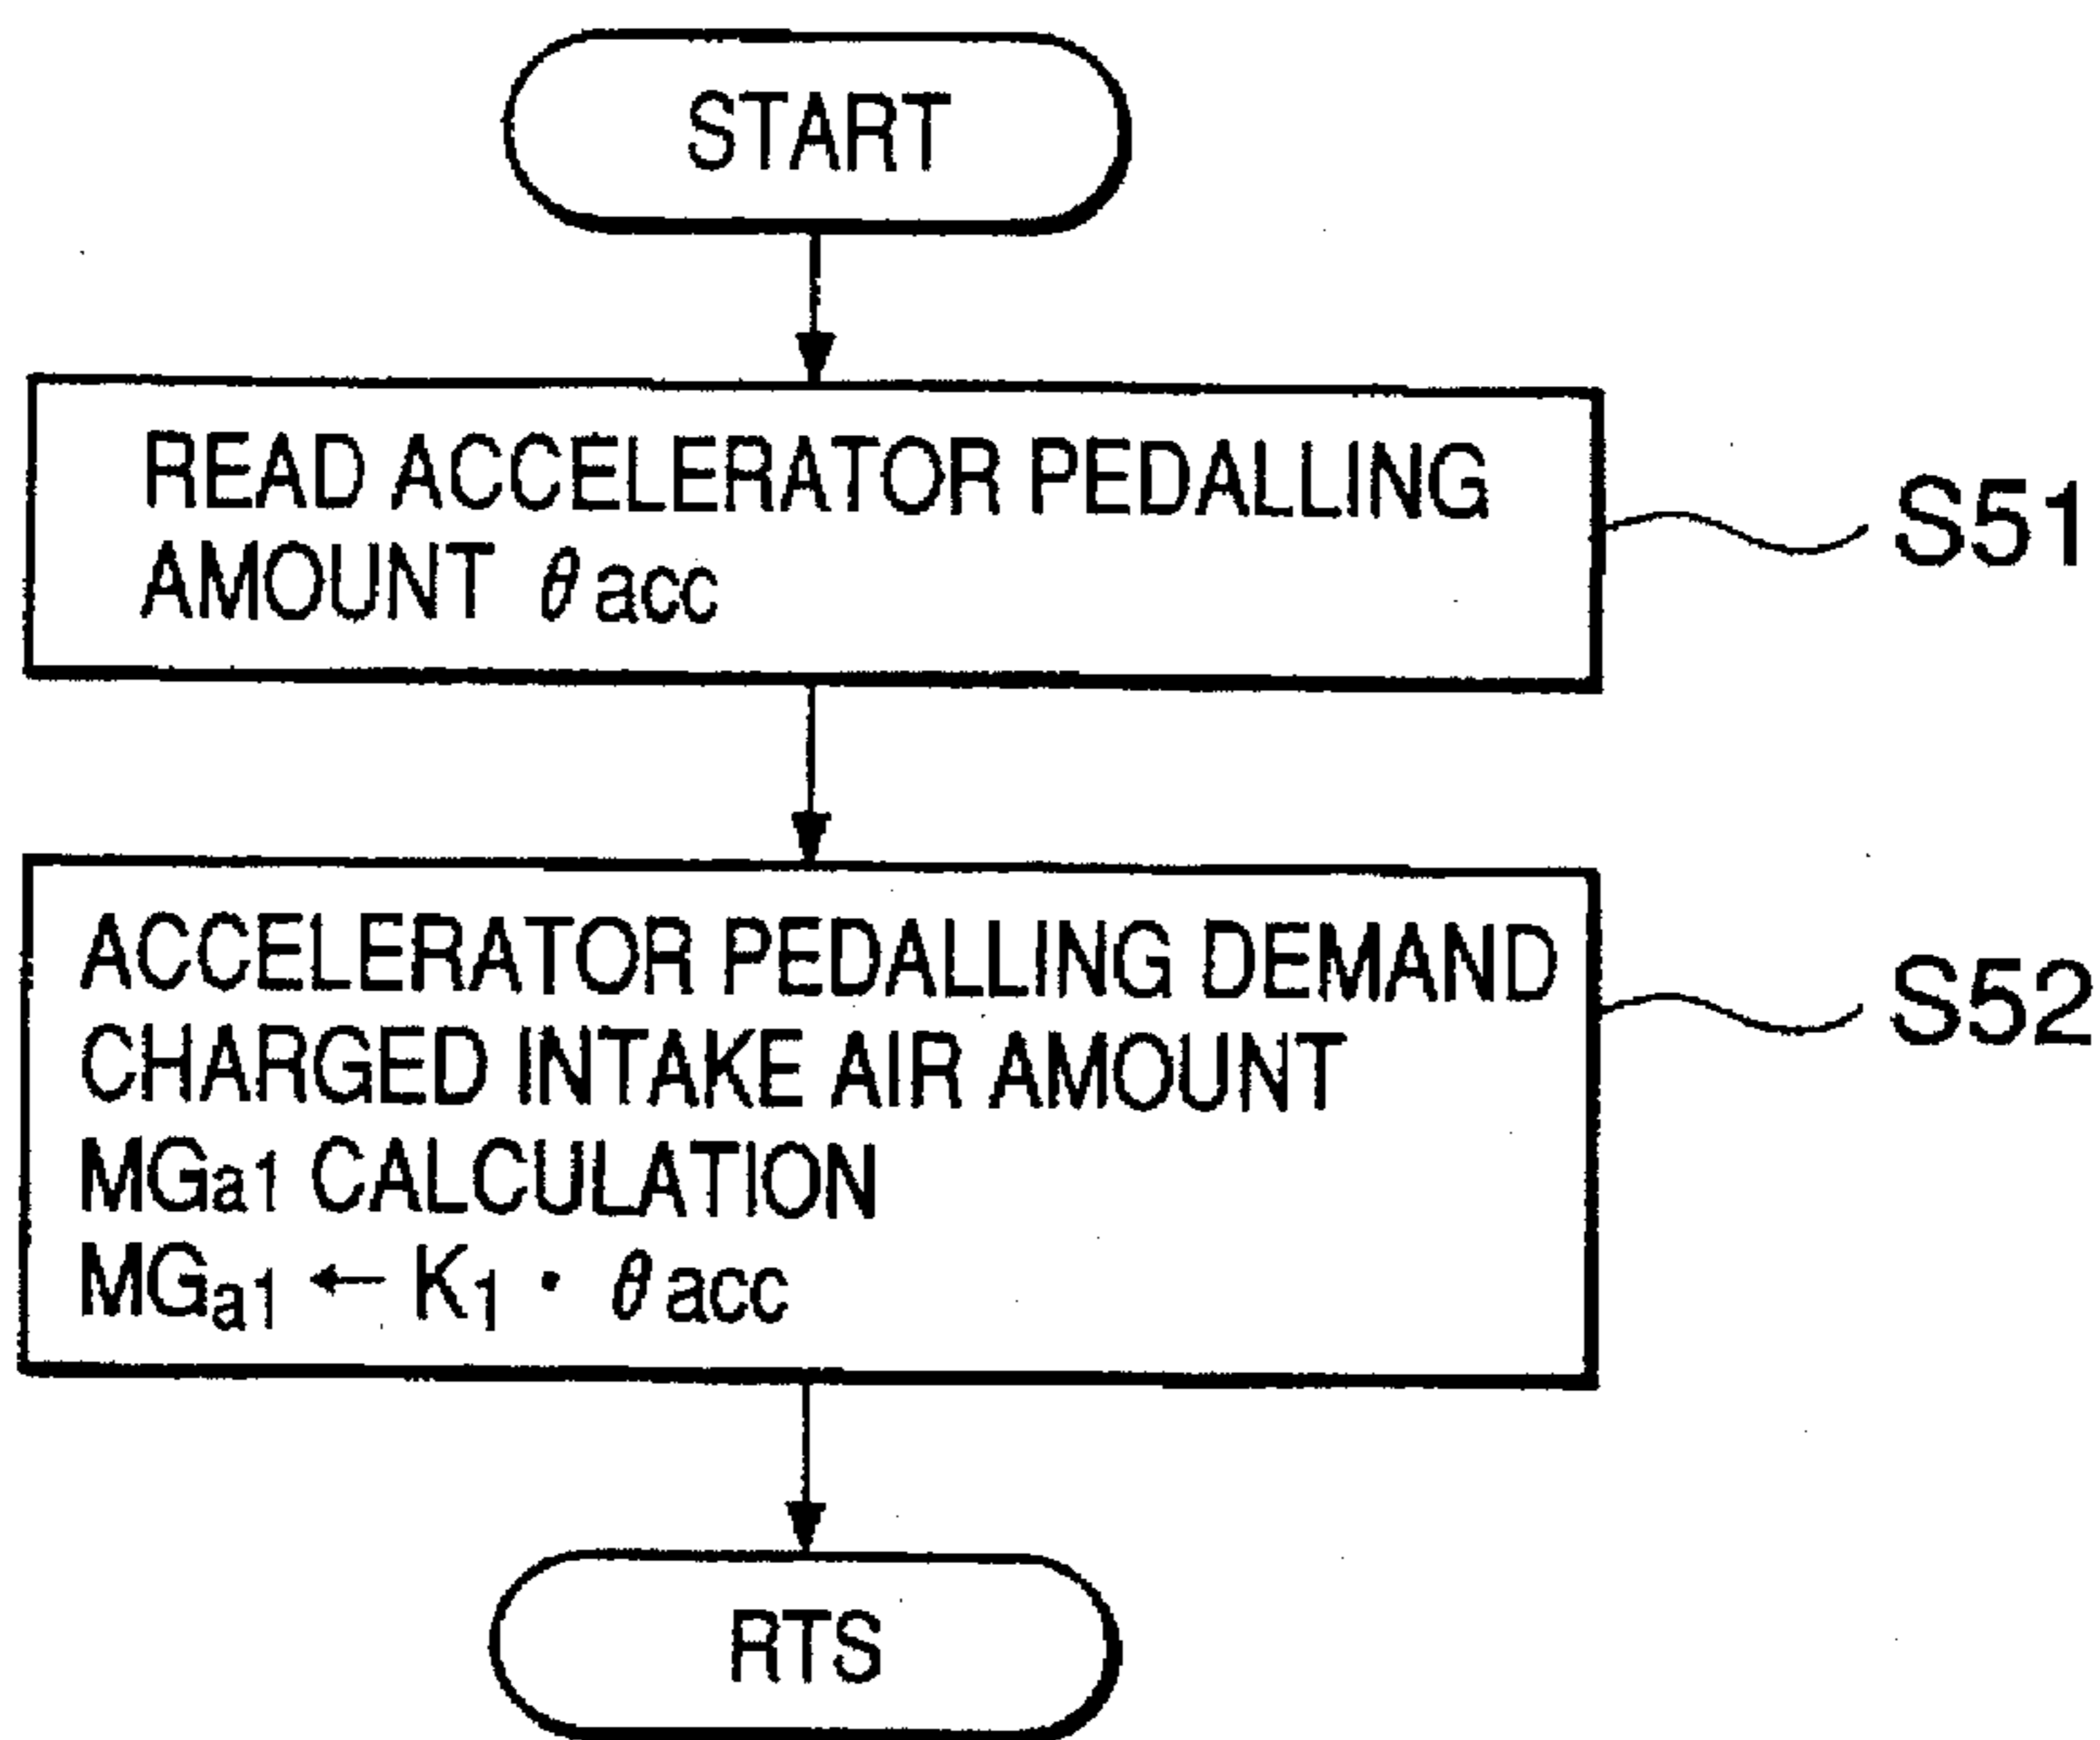 START
READ ACCELERATOR PEDALLING
AMOUNT θacc
S51
ACCELERATOR PEDALLING DEMAND
CHARGED INTAKE AIR AMOUNT
MGa1 CALCULATION
MGa1 ← K1 · θacc
S52
RTS